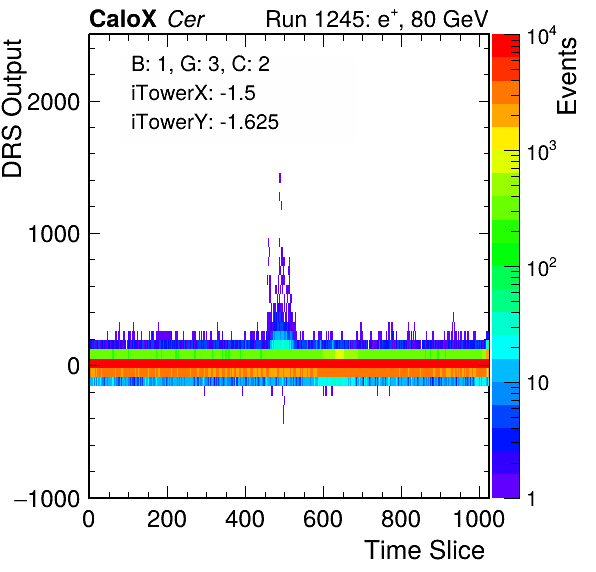 CaloX Cer Run 1245: e⁺, 80 GeV
DRS Output
Events
B: 1, G: 3, C: 2
iTowerX: -1.5
iTowerY: -1.625
2000
1000
0
−1000
0 200 400 600 800 1000
Time Slice
10⁴
10³
10²
10
1